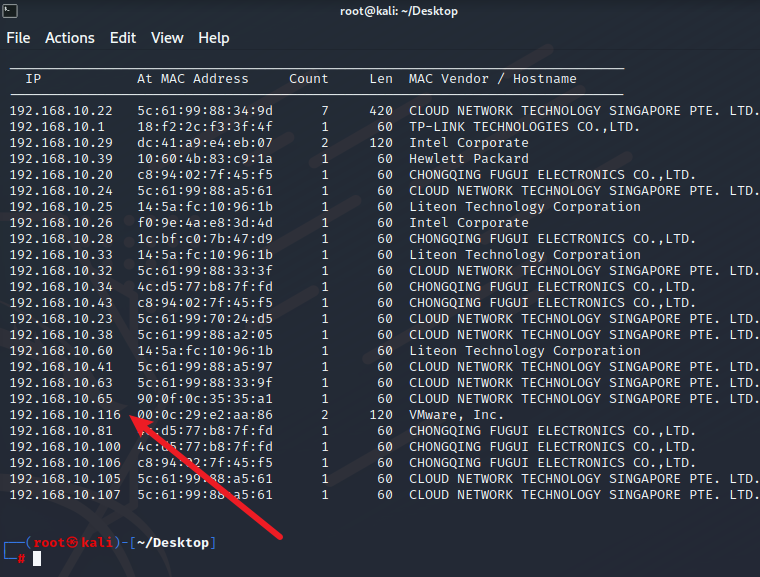 root@kali: ~/Desktop
File Actions Edit View Help
IP At MAC Address Count Len MAC Vendor / Hostname
192.168.10.22 5c:61:99:88:34:9d 7 420 CLOUD NETWORK TECHNOLOGY SINGAPORE PTE. LTD.
192.168.10.1 18:f2:2c:f3:3f:4f 1 60 TP-LINK TECHNOLOGIES CO.,LTD.
192.168.10.29 dc:41:a9:e4:eb:07 2 120 Intel Corporate
192.168.10.39 10:60:4b:83:c9:1a 1 60 Hewlett Packard
192.168.10.20 c8:94:02:7f:45:f5 1 60 CHONGQING FUGUI ELECTRONICS CO.,LTD.
192.168.10.24 5c:61:99:88:a5:61 1 60 CLOUD NETWORK TECHNOLOGY SINGAPORE PTE. LTD.
192.168.10.25 14:5a:fc:10:96:1b 1 60 Liteon Technology Corporation
192.168.10.26 f0:9e:4a:e8:3d:4d 1 60 Intel Corporate
192.168.10.28 1c:bf:c0:7b:47:d9 1 60 CHONGQING FUGUI ELECTRONICS CO.,LTD.
192.168.10.33 14:5a:fc:10:96:1b 1 60 Liteon Technology Corporation
192.168.10.32 5c:61:99:88:33:3f 1 60 CLOUD NETWORK TECHNOLOGY SINGAPORE PTE. LTD.
192.168.10.34 4c:d5:77:b8:7f:fd 1 60 CHONGQING FUGUI ELECTRONICS CO.,LTD.
192.168.10.43 c8:94:02:7f:45:f5 1 60 CHONGQING FUGUI ELECTRONICS CO.,LTD.
192.168.10.23 5c:61:99:70:24:d5 1 60 CLOUD NETWORK TECHNOLOGY SINGAPORE PTE. LTD.
192.168.10.38 5c:61:99:88:a2:05 1 60 CLOUD NETWORK TECHNOLOGY SINGAPORE PTE. LTD.
192.168.10.60 14:5a:fc:10:96:1b 1 60 Liteon Technology Corporation
192.168.10.41 5c:61:99:88:a5:97 1 60 CLOUD NETWORK TECHNOLOGY SINGAPORE PTE. LTD.
192.168.10.63 5c:61:99:88:33:9f 1 60 CLOUD NETWORK TECHNOLOGY SINGAPORE PTE. LTD.
192.168.10.65 90:0f:0c:35:35:a1 1 60 CLOUD NETWORK TECHNOLOGY SINGAPORE PTE. LTD.
192.168.10.116 00:0c:29:e2:aa:86 2 120 VMware, Inc.
192.168.10.81 4c:d5:77:b8:7f:fd 1 60 CHONGQING FUGUI ELECTRONICS CO.,LTD.
192.168.10.100 4c:d5:77:b8:7f:fd 1 60 CHONGQING FUGUI ELECTRONICS CO.,LTD.
192.168.10.106 c8:94:02:7f:45:f5 1 60 CHONGQING FUGUI ELECTRONICS CO.,LTD.
192.168.10.105 5c:61:99:88:a5:61 1 60 CLOUD NETWORK TECHNOLOGY SINGAPORE PTE. LTD.
192.168.10.107 5c:61:99:88:a5:61 1 60 CLOUD NETWORK TECHNOLOGY SINGAPORE PTE. LTD.
┌──(root㉿kali)-[~/Desktop]
└─#